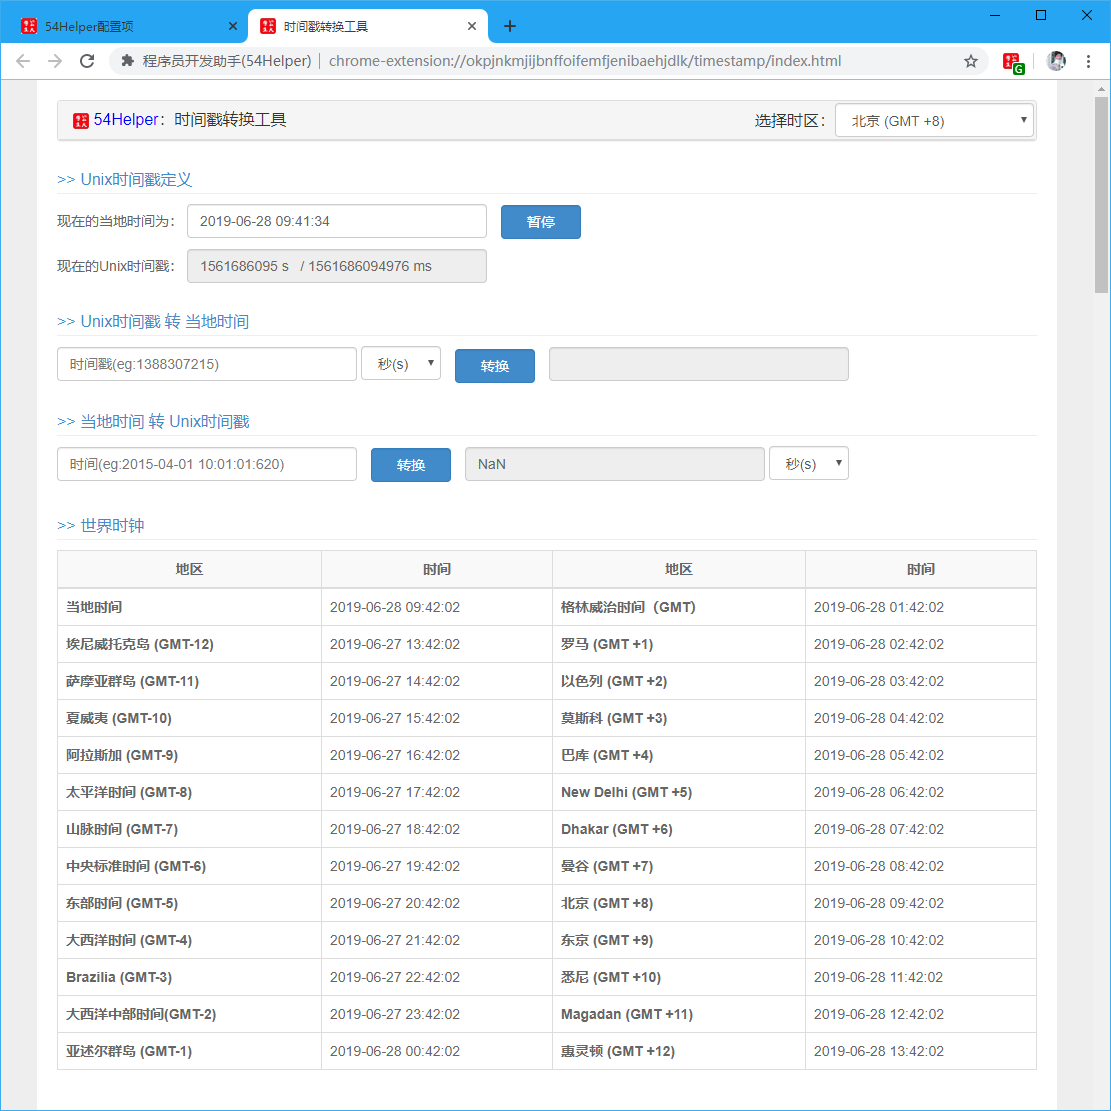 54Helper配置项
时间戳转换工具
程序员开发助手(54Helper) | chrome-extension://okpjnkmjijbnffoifemfjenibaehjdlk/timestamp/index.html
54Helper：时间戳转换工具
选择时区： 北京 (GMT +8)
>> Unix时间戳定义
现在的当地时间为： 2019-06-28 09:41:34 暂停
现在的Unix时间戳： 1561686095 s / 1561686094976 ms
>> Unix时间戳 转 当地时间
时间戳(eg:1388307215) 秒(s) 转换
>> 当地时间 转 Unix时间戳
时间(eg:2015-04-01 10:01:01:620) 转换 NaN 秒(s)
>> 世界时钟
地区 时间 地区 时间
当地时间 2019-06-28 09:42:02 格林威治时间（GMT） 2019-06-28 01:42:02
埃尼威托克岛 (GMT-12) 2019-06-27 13:42:02 罗马 (GMT +1) 2019-06-28 02:42:02
萨摩亚群岛 (GMT-11) 2019-06-27 14:42:02 以色列 (GMT +2) 2019-06-28 03:42:02
夏威夷 (GMT-10) 2019-06-27 15:42:02 莫斯科 (GMT +3) 2019-06-28 04:42:02
阿拉斯加 (GMT-9) 2019-06-27 16:42:02 巴库 (GMT +4) 2019-06-28 05:42:02
太平洋时间 (GMT-8) 2019-06-27 17:42:02 New Delhi (GMT +5) 2019-06-28 06:42:02
山脉时间 (GMT-7) 2019-06-27 18:42:02 Dhakar (GMT +6) 2019-06-28 07:42:02
中央标准时间 (GMT-6) 2019-06-27 19:42:02 曼谷 (GMT +7) 2019-06-28 08:42:02
东部时间 (GMT-5) 2019-06-27 20:42:02 北京 (GMT +8) 2019-06-28 09:42:02
大西洋时间 (GMT-4) 2019-06-27 21:42:02 东京 (GMT +9) 2019-06-28 10:42:02
Brazilia (GMT-3) 2019-06-27 22:42:02 悉尼 (GMT +10) 2019-06-28 11:42:02
大西洋中部时间(GMT-2) 2019-06-27 23:42:02 Magadan (GMT +11) 2019-06-28 12:42:02
亚述尔群岛 (GMT-1) 2019-06-28 00:42:02 惠灵顿 (GMT +12) 2019-06-28 13:42:02